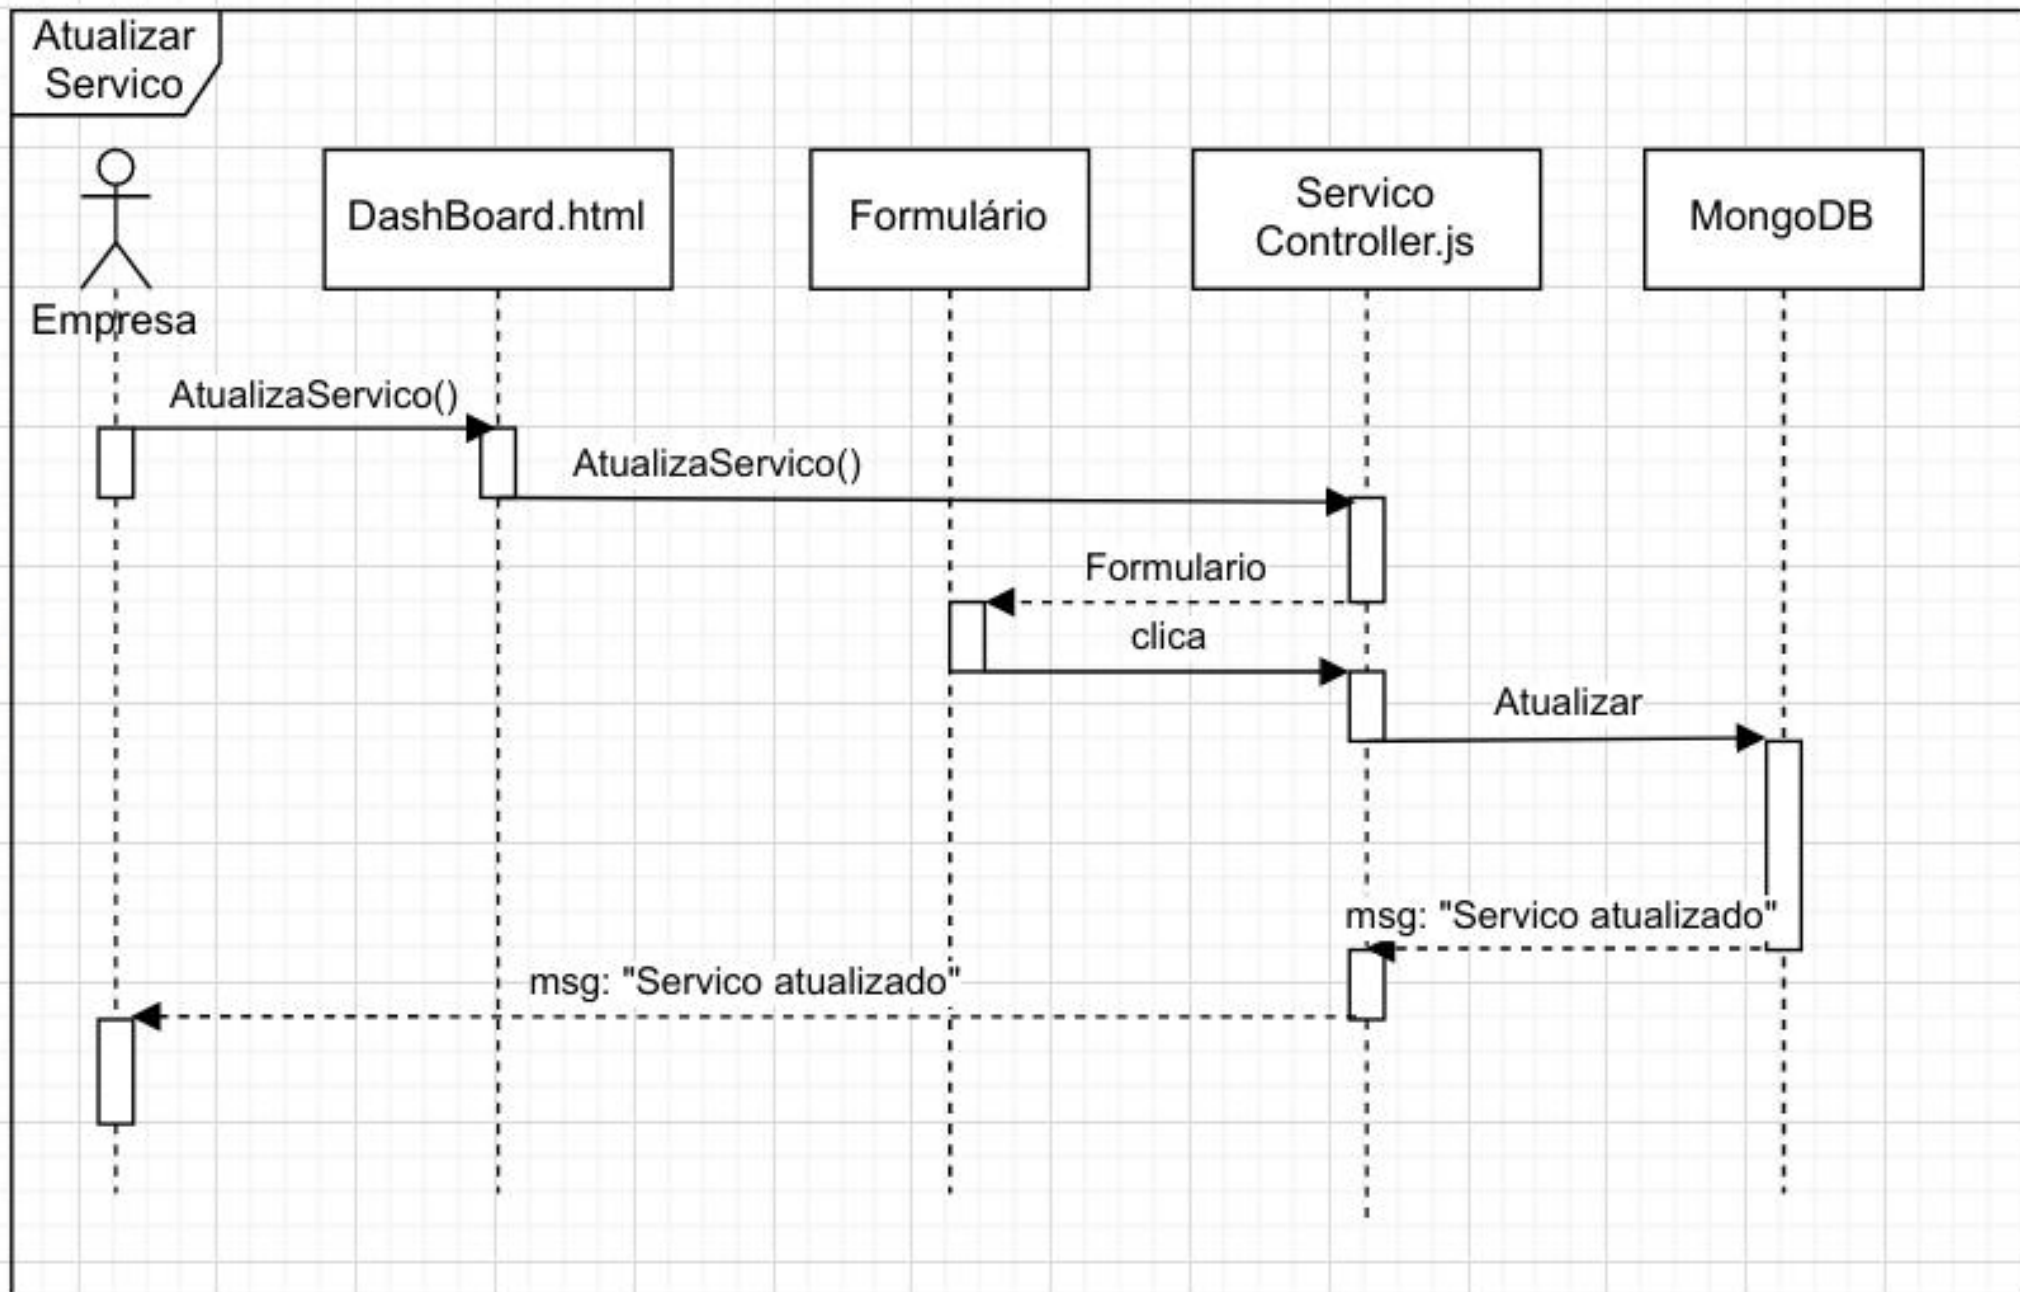 Atualizar
Servico
DashBoard.html
Formulário
Servico
Controller.js
MongoDB
Empresa
AtualizaServico()
AtualizaServico()
Formulario
clica
Atualizar
msg: "Servico atualizado"
msg: "Servico atualizado"